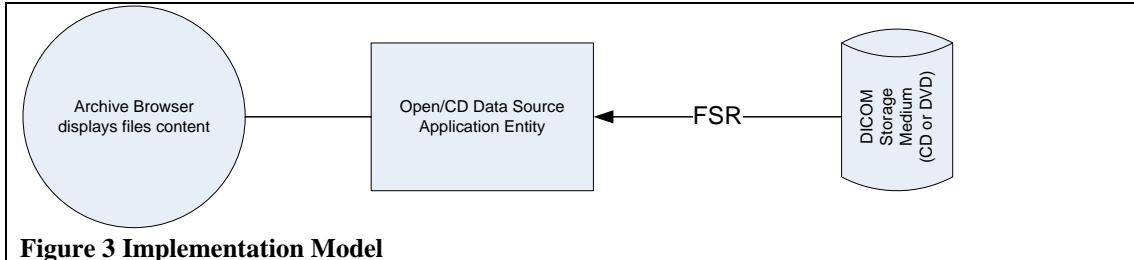 Archive Browser
displays files content
Open/CD Data Source
Application Entity
FSR
DICOM
Storage
Medium
(CD or DVD)
Figure 3 Implementation Model